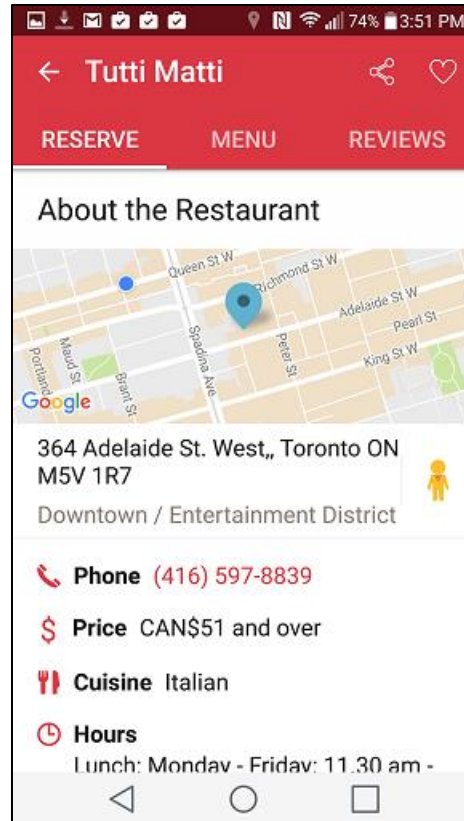 74% 3:51 PM
Tutti Matti
RESERVE MENU REVIEWS
About the Restaurant
Queen St W
Richmond St W
Adelaide St W
Pearl St
King St W
Spadina Ave
Peter St
Portland
Maud St
Brant St
Google
364 Adelaide St. West,, Toronto ON
M5V 1R7
Downtown / Entertainment District
Phone (416) 597-8839
$ Price CAN$51 and over
Cuisine Italian
Hours
Lunch: Monday - Friday: 11.30 am -